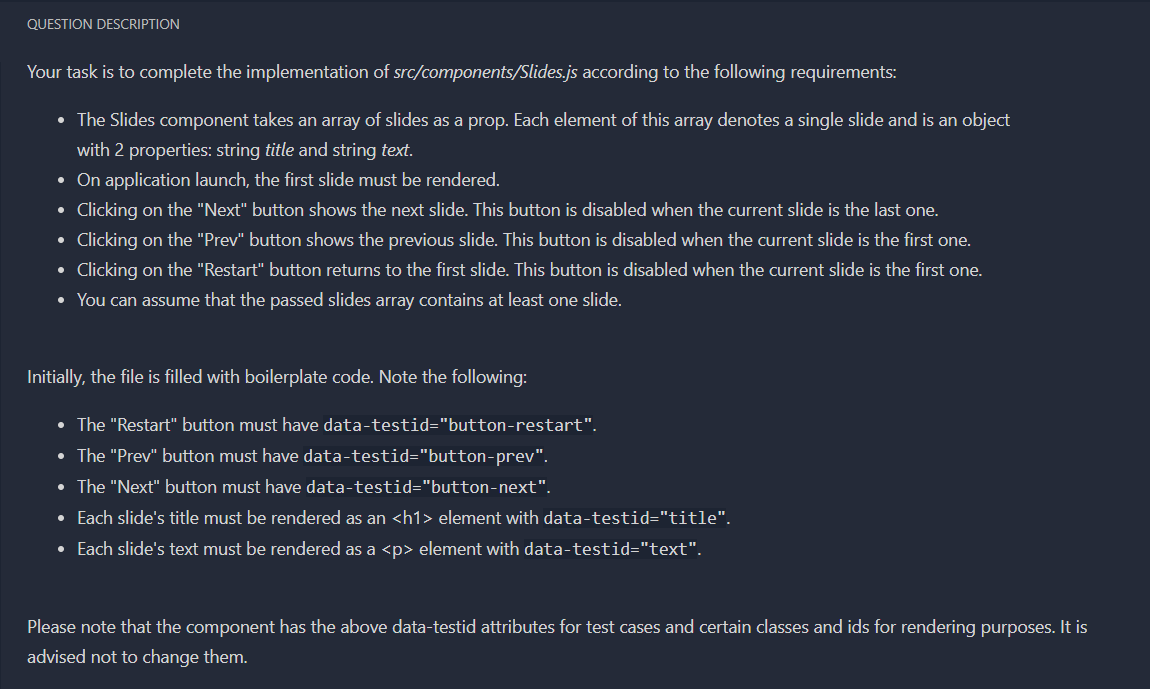 QUESTION DESCRIPTION
Your task is to complete the implementation of src/components/Slides.js according to the following requirements:
• The Slides component takes an array of slides as a prop. Each element of this array denotes a single slide and is an object
with 2 properties: string title and string text.
• On application launch, the first slide must be rendered.
• Clicking on the "Next" button shows the next slide. This button is disabled when the current slide is the last one.
• Clicking on the "Prev" button shows the previous slide. This button is disabled when the current slide is the first one.
• Clicking on the "Restart" button returns to the first slide. This button is disabled when the current slide is the first one.
• You can assume that the passed slides array contains at least one slide.
Initially, the file is filled with boilerplate code. Note the following:
• The "Restart" button must have data-testid="button-restart".
• The "Prev" button must have data-testid="button-prev".
• The "Next" button must have data-testid="button-next".
• Each slide's title must be rendered as an <h1> element with data-testid="title".
• Each slide's text must be rendered as a <p> element with data-testid="text".
Please note that the component has the above data-testid attributes for test cases and certain classes and ids for rendering purposes. It is
advised not to change them.